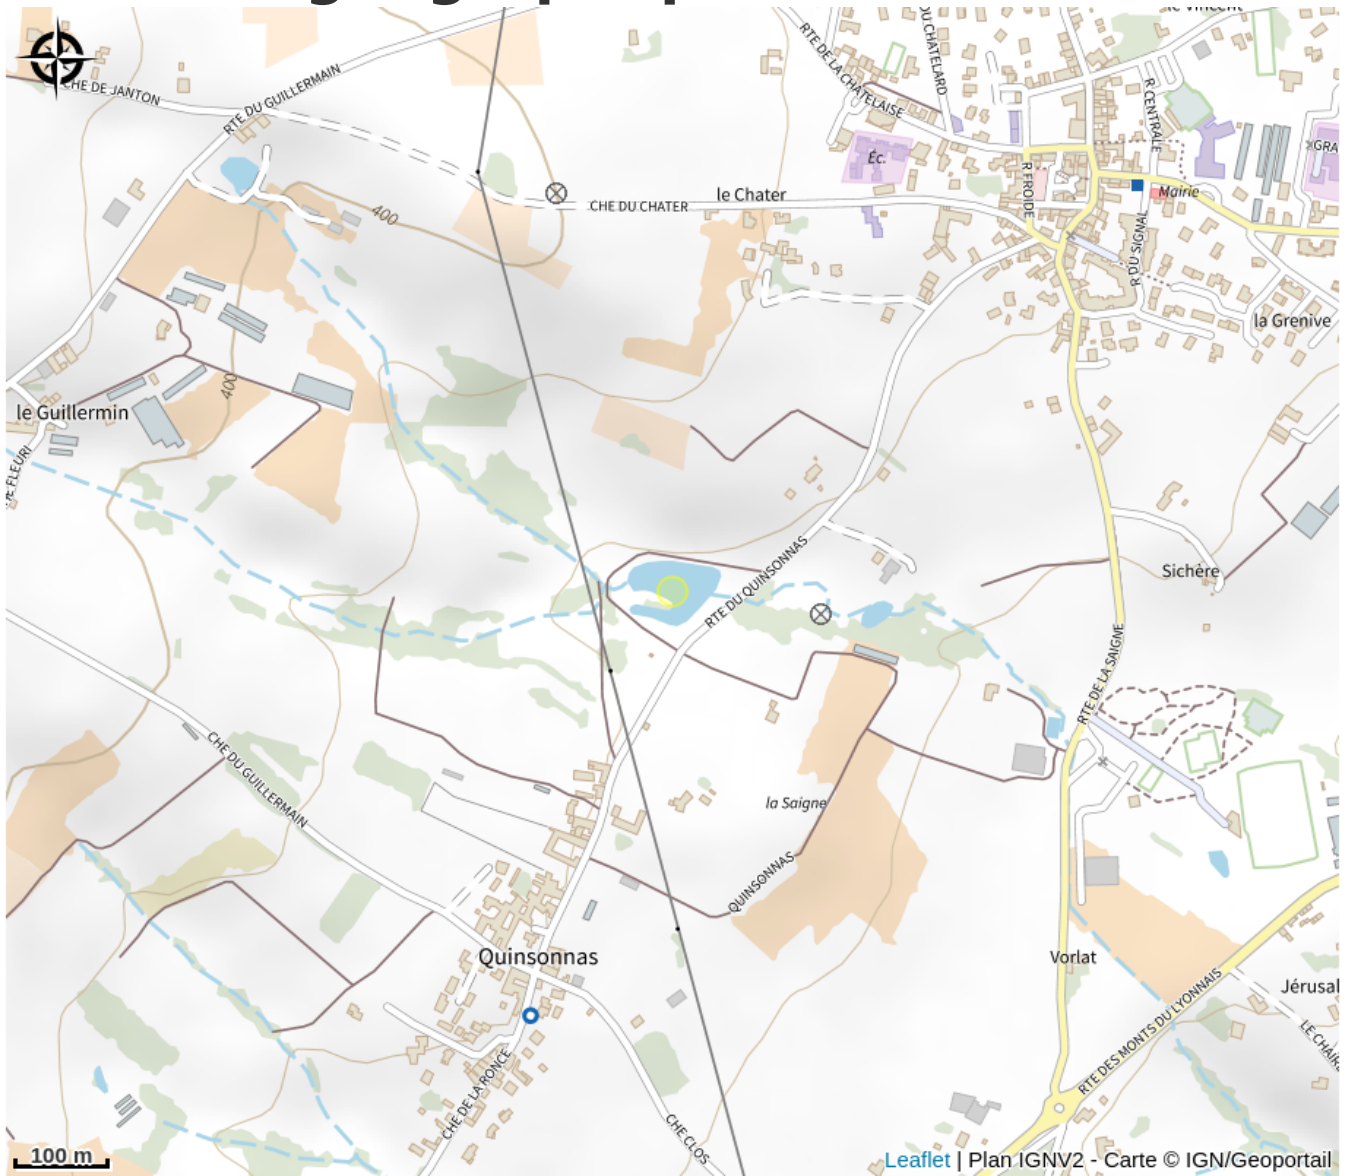 le Vincent
CHE DE JANTON
RTE DU GUILLERMAIN
RTE DE LA CHATELAISE
DU CHATELARD
R CENTRALE
GRA
Éc.
R FROIDE
le Chater
Mairie
CHE DU CHATER
400
R DU SIGNAL
la Grenive
400
le Guillermin
FLEURI
RTE DU QUINSONNAS
Sichère
RTE DE LA SAIGNE
CHE DU GUILLERMAIN
la Saigne
QUINSONNAS
Quinsonnas
Vorlat
Jérusal
RTE DES MONTS DU LYONNAIS
LE CHAIR
CHE DE LA RONCE
CHE CLOS
100 m
Leaflet | Plan IGNV2 - Carte © IGN/Geoportail